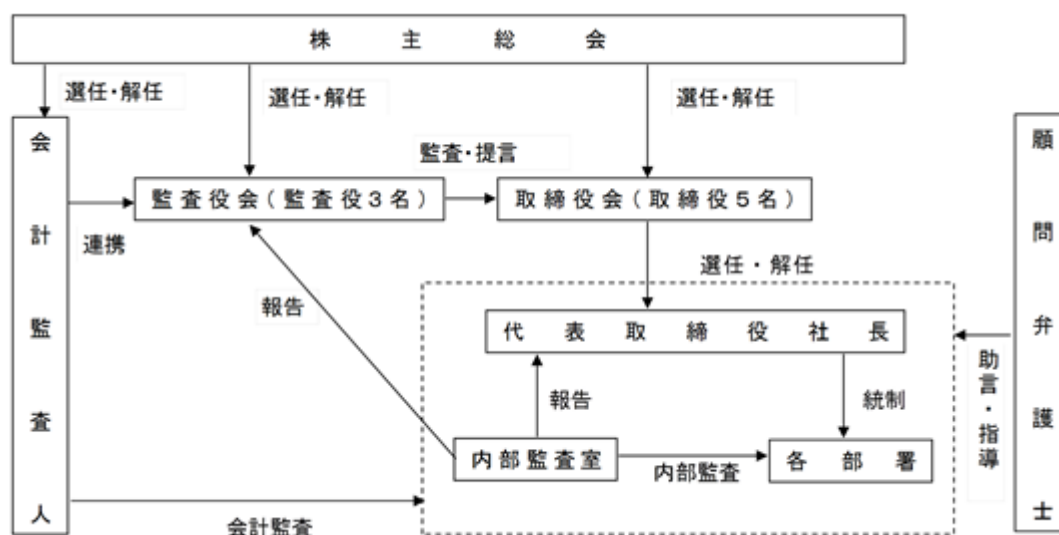 株主総会
選任・解任
選任・解任
選任・解任
会計監査人
顧問弁護士
監査・提言
監査役会(監査役3名)
取締役会(取締役5名)
連携
選任・解任
報告
代表取締役社長
助言・指導
報告
統制
内部監査室
内部監査
各部署
会計監査